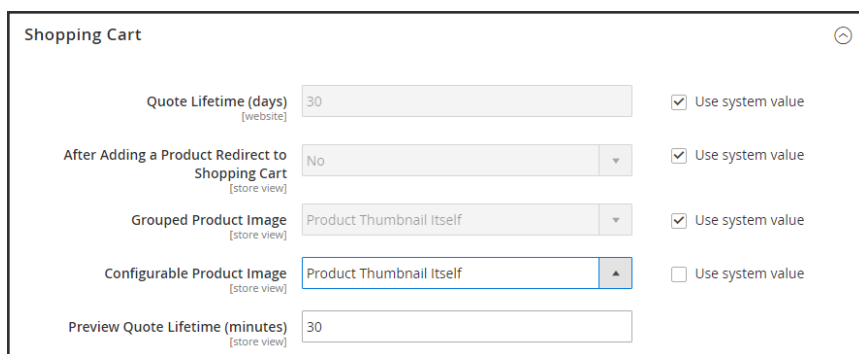 Shopping Cart
Quote Lifetime (days)
[website]
30
Use system value
After Adding a Product Redirect to
Shopping Cart
[store view]
No
Use system value
Grouped Product Image
[store view]
Product Thumbnail Itself
Use system value
Configurable Product Image
[store view]
Product Thumbnail Itself
Use system value
Preview Quote Lifetime (minutes)
[store view]
30